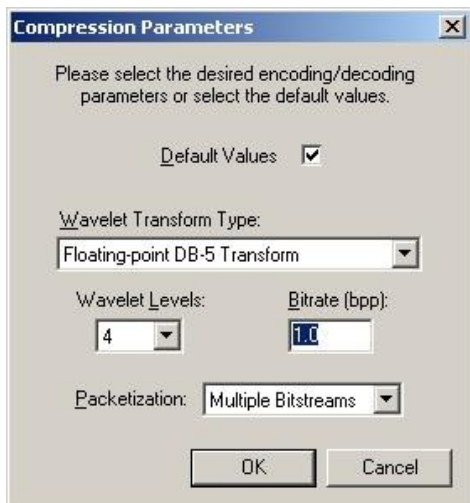 Compression Parameters
Please select the desired encoding/decoding
parameters or select the default values.
Default Values
Wavelet Transform Type:
Floating-point DB-5 Transform
Wavelet Levels: Bitrate (bpp):
4 1.0
Packetization: Multiple Bitstreams
OK Cancel